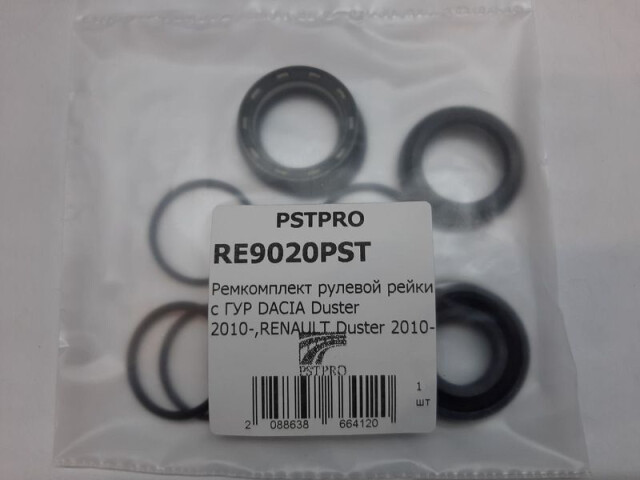 PSTPRO
RE9020PST
Ремкомплект рулевой рейки
с ГУР DACIA Duster
2010-,RENAULT Duster 2010-
PSTPRO
1
шт
2 088638 664120